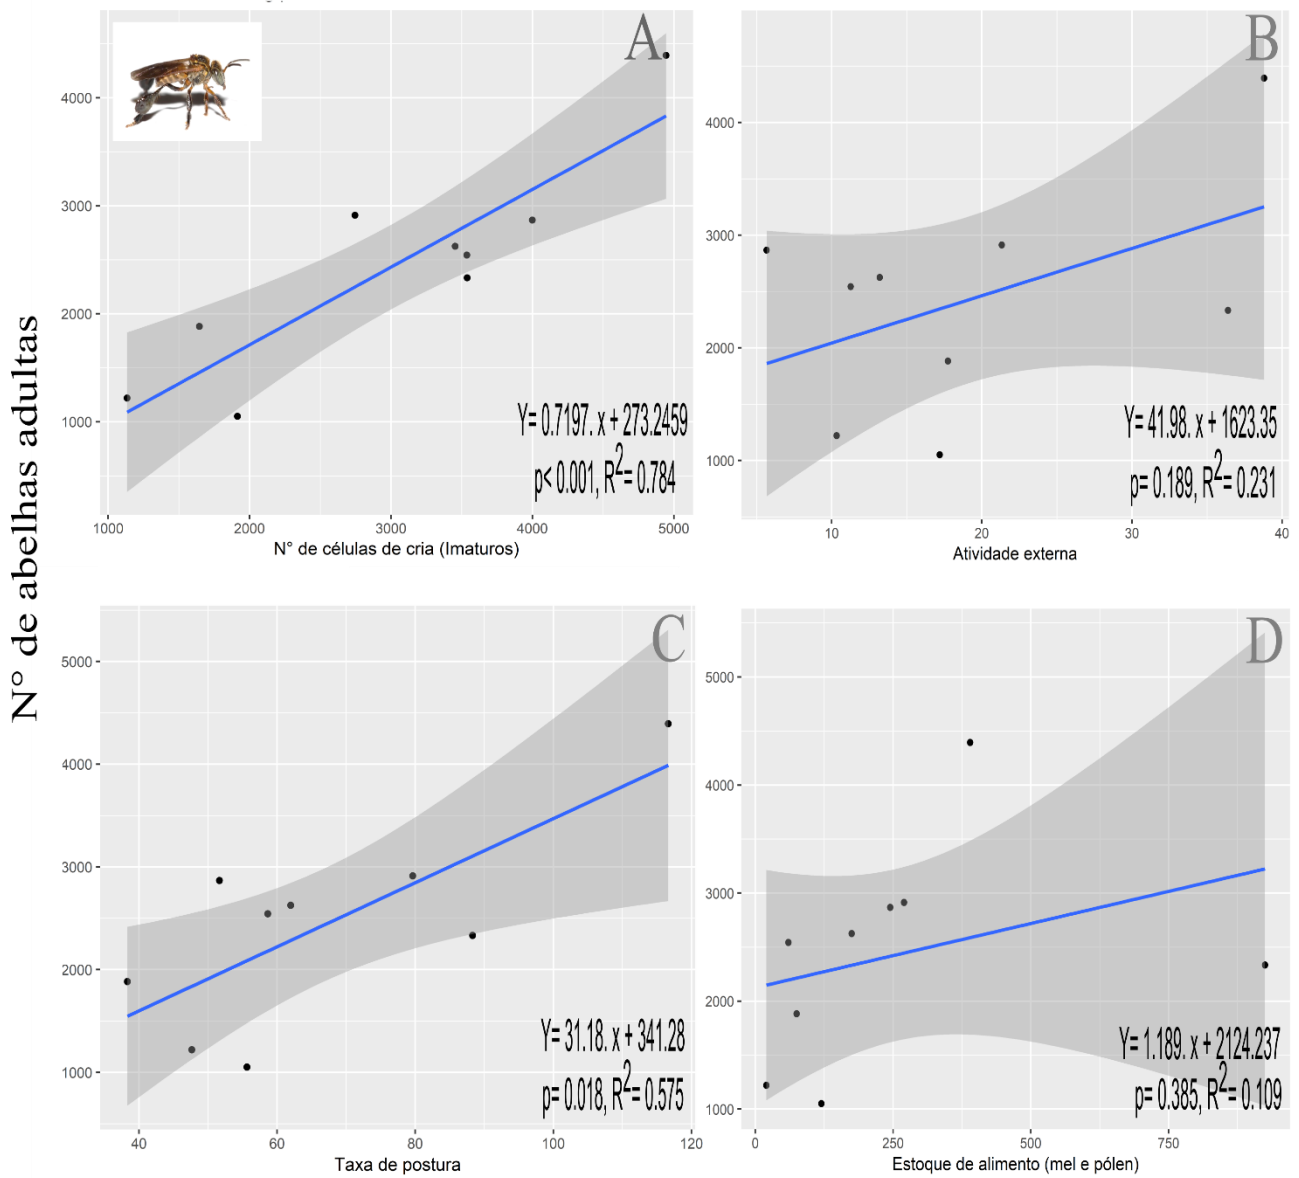 N° de abelhas adultas
A
4000
3000
2000
1000
Y= 0.7197. x + 273.2459
p< 0.001, R2= 0.784
1000 2000 3000 4000 5000
N° de células de cria (Imaturos)
B
4000
3000
2000
1000
Y= 41.98. x + 1623.35
p= 0.189, R2= 0.231
10 20 30 40
Atividade externa
C
5000
4000
3000
2000
1000
Y= 31.18. x + 341.28
p= 0.018, R2= 0.575
40 60 80 100 120
Taxa de postura
D
5000
4000
3000
2000
1000
Y= 1.189. x + 2124.237
p= 0.385, R2= 0.109
0 250 500 750
Estoque de alimento (mel e pólen)